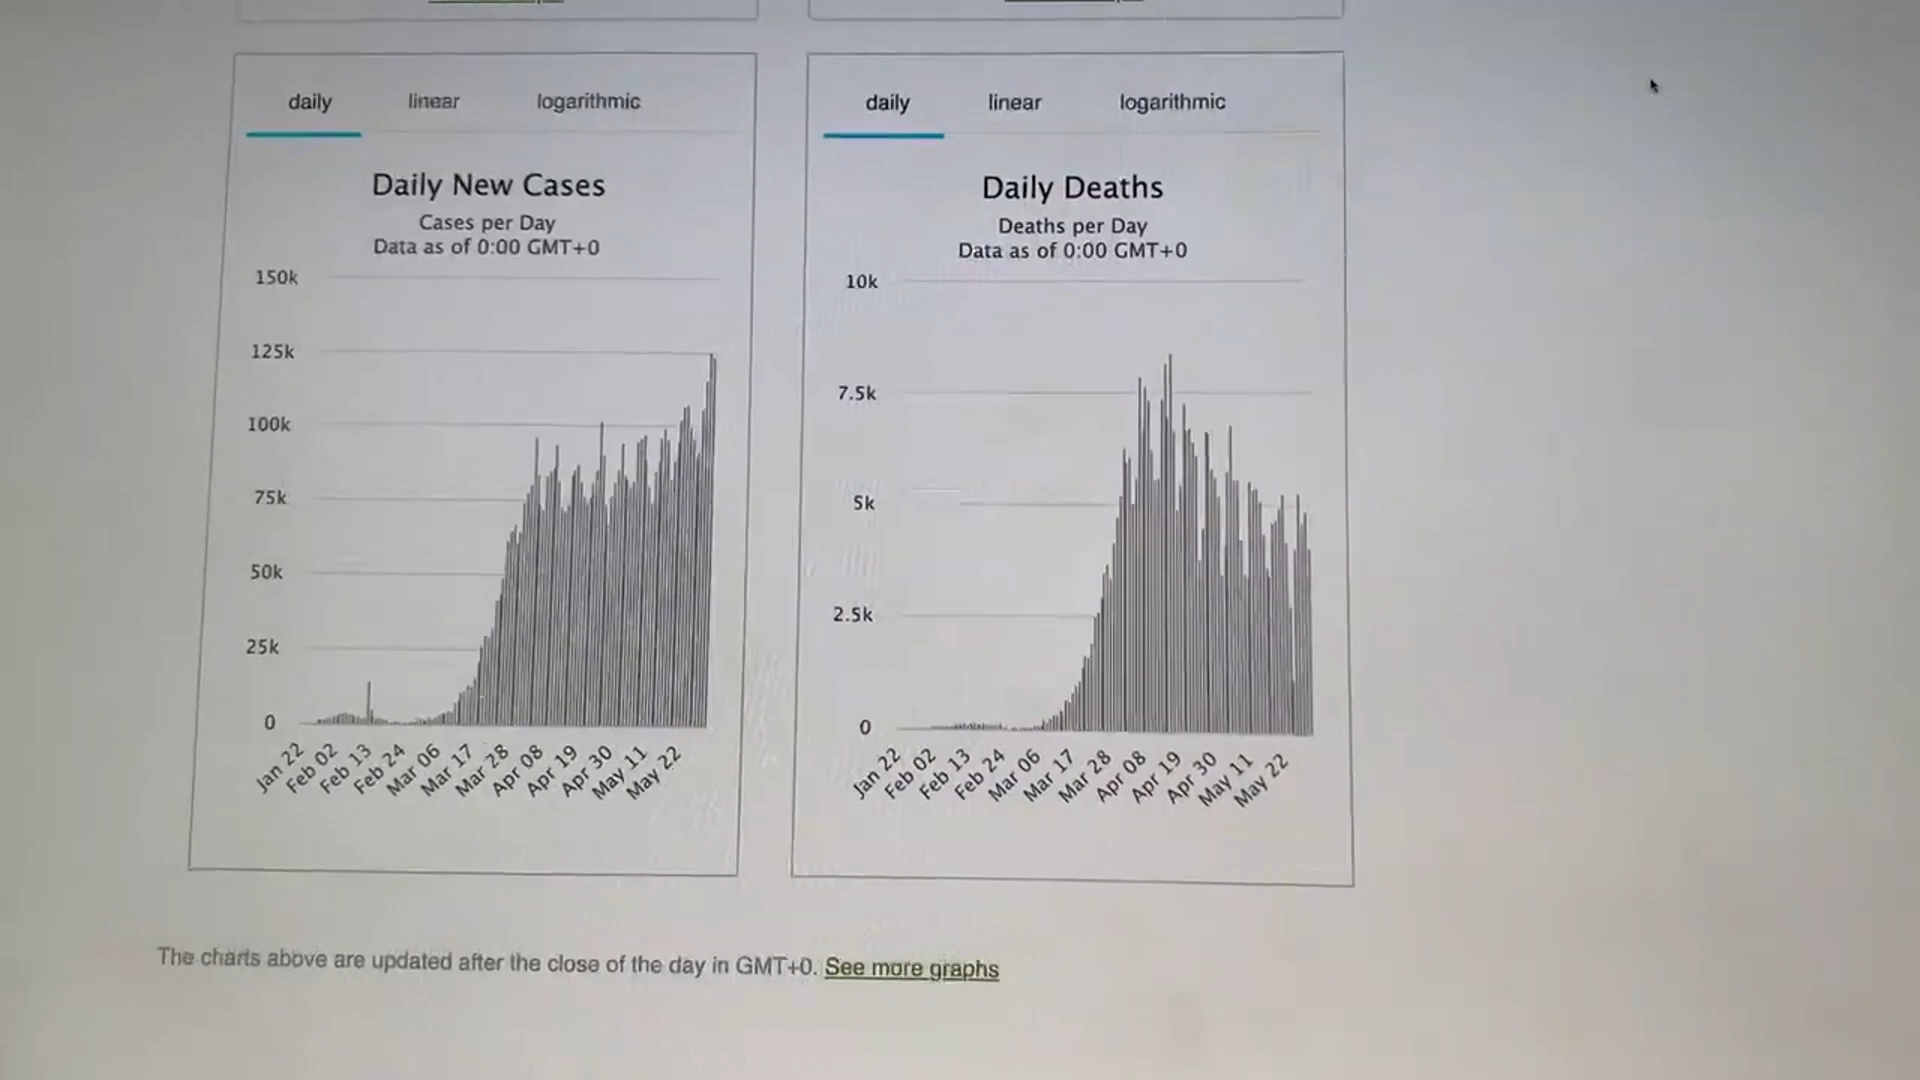 daily linear logarithmic
Daily New Cases
Cases per Day
Data as of 0:00 GMT+0
150k
125k
100k
75k
50k
25k
0
Jan 22
Feb 02
Feb 13
Feb 24
Mar 06
Mar 17
Mar 28
Apr 08
Apr 19
Apr 30
May 11
May 22
daily linear logarithmic
Daily Deaths
Deaths per Day
Data as of 0:00 GMT+0
10k
7.5k
5k
2.5k
0
Jan 22
Feb 02
Feb 13
Feb 24
Mar 06
Mar 17
Mar 28
Apr 08
Apr 19
Apr 30
May 11
May 22
The charts above are updated after the close of the day in GMT+0. See more graphs